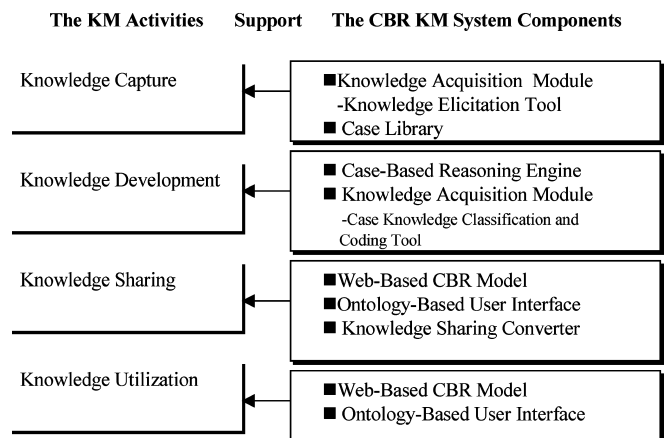 The KM Activities Support The CBR KM System Components
Knowledge Capture
■Knowledge Acquisition Module
-Knowledge Elicitation Tool
■ Case Library
Knowledge Development
■ Case-Based Reasoning Engine
■ Knowledge Acquisition Module
-Case Knowledge Classification and
Coding Tool
Knowledge Sharing
■Web-Based CBR Model
■Ontology-Based User Interface
■ Knowledge Sharing Converter
Knowledge Utilization
■Web-Based CBR Model
■ Ontology-Based User Interface